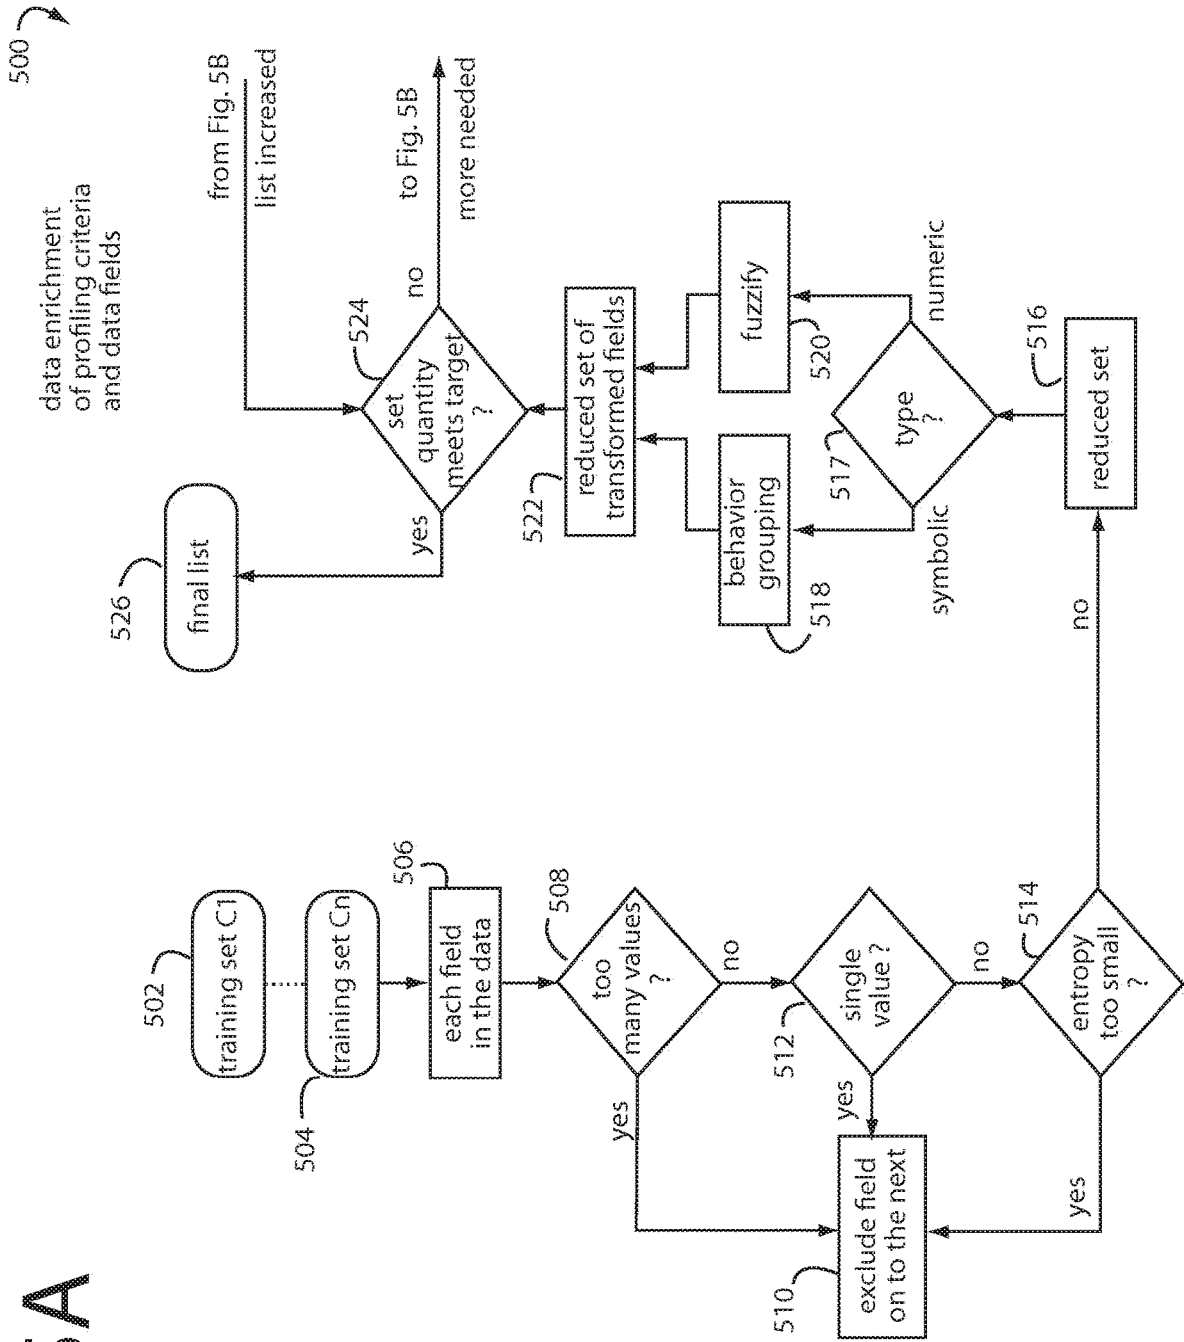 5A
500
data enrichment
of profiling criteria
and data fields
502
training set C1
504
training set Cn
506
each field
in the data
508
too
many values
?
yes
no
510
exclude field
on to the next
512
single
value ?
yes
no
514
entropy
too small
?
yes
no
516
reduced set
517
type
?
symbolic
numeric
518
behavior
grouping
520
fuzzify
522
reduced set of
transformed fields
524
set
quantity
meets target
?
yes
no
526
final list
from Fig. 5B
list increased
to Fig. 5B
more needed